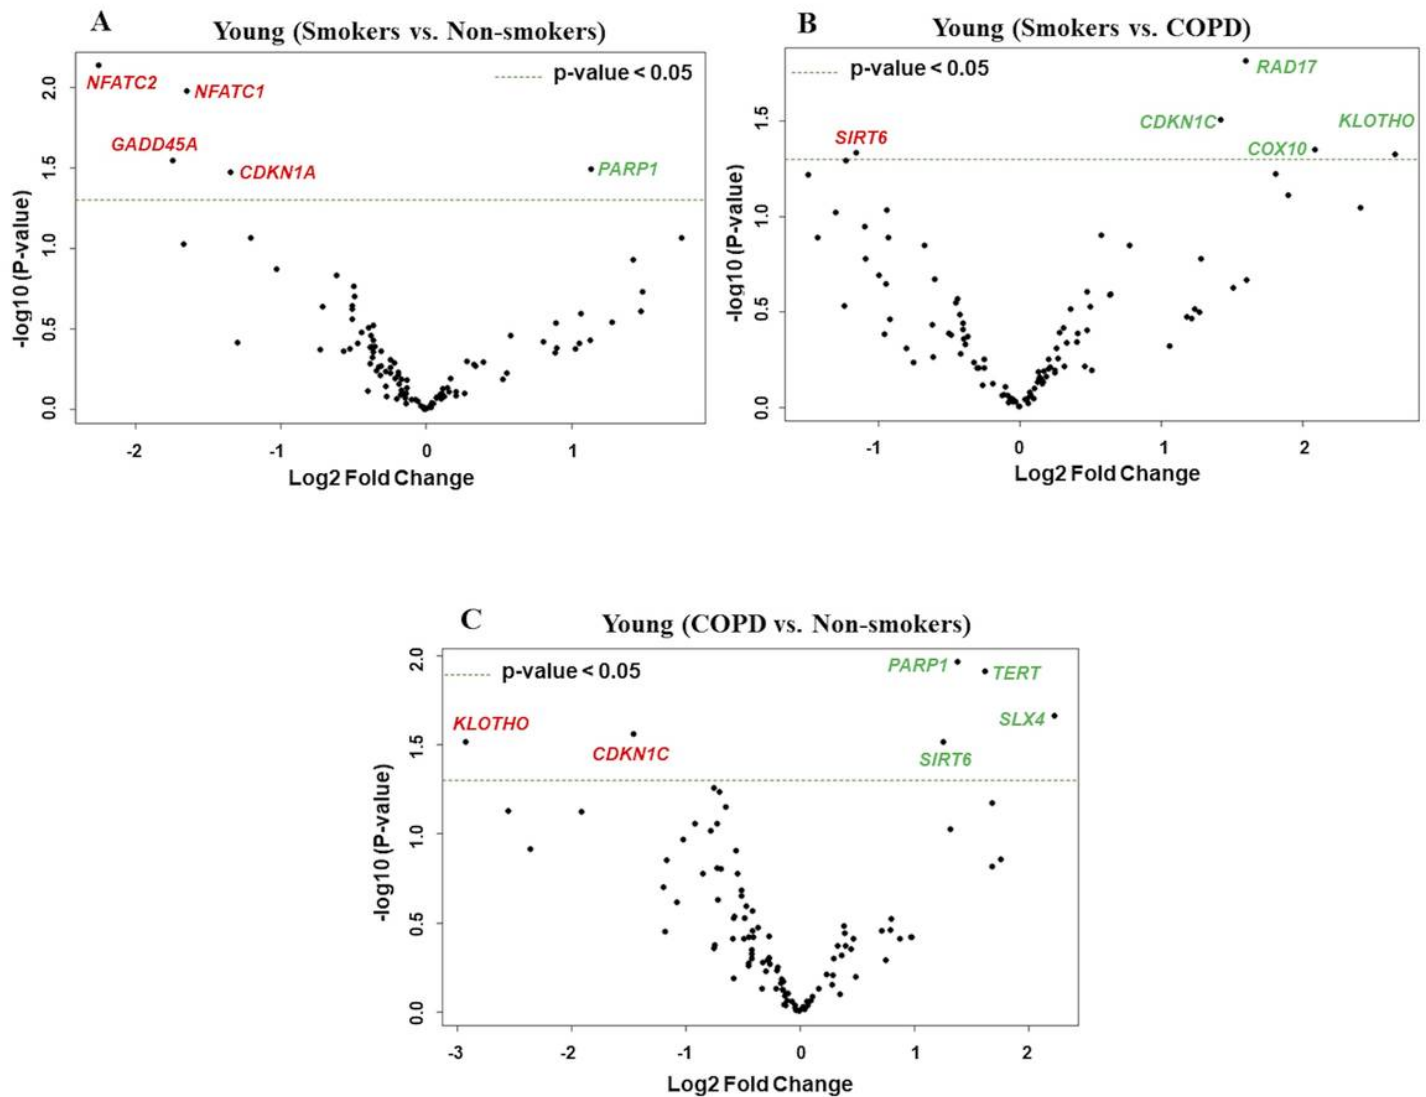 A
Young (Smokers vs. Non-smokers)
p-value < 0.05
NFATC2
NFATC1
GADD45A
CDKN1A
PARP1
-log10 (P-value)
2.0
1.5
1.0
0.5
0.0
-2 -1 0 1
Log2 Fold Change
B
Young (Smokers vs. COPD)
p-value < 0.05
RAD17
CDKN1C
KLOTHO
SIRT6
COX10
-log10 (P-value)
1.5
1.0
0.5
0.0
-1 0 1 2
Log2 Fold Change
C
Young (COPD vs. Non-smokers)
p-value < 0.05
PARP1
TERT
KLOTHO
SLX4
CDKN1C
SIRT6
-log10 (P-value)
2.0
1.5
1.0
0.5
0.0
-3 -2 -1 0 1 2
Log2 Fold Change